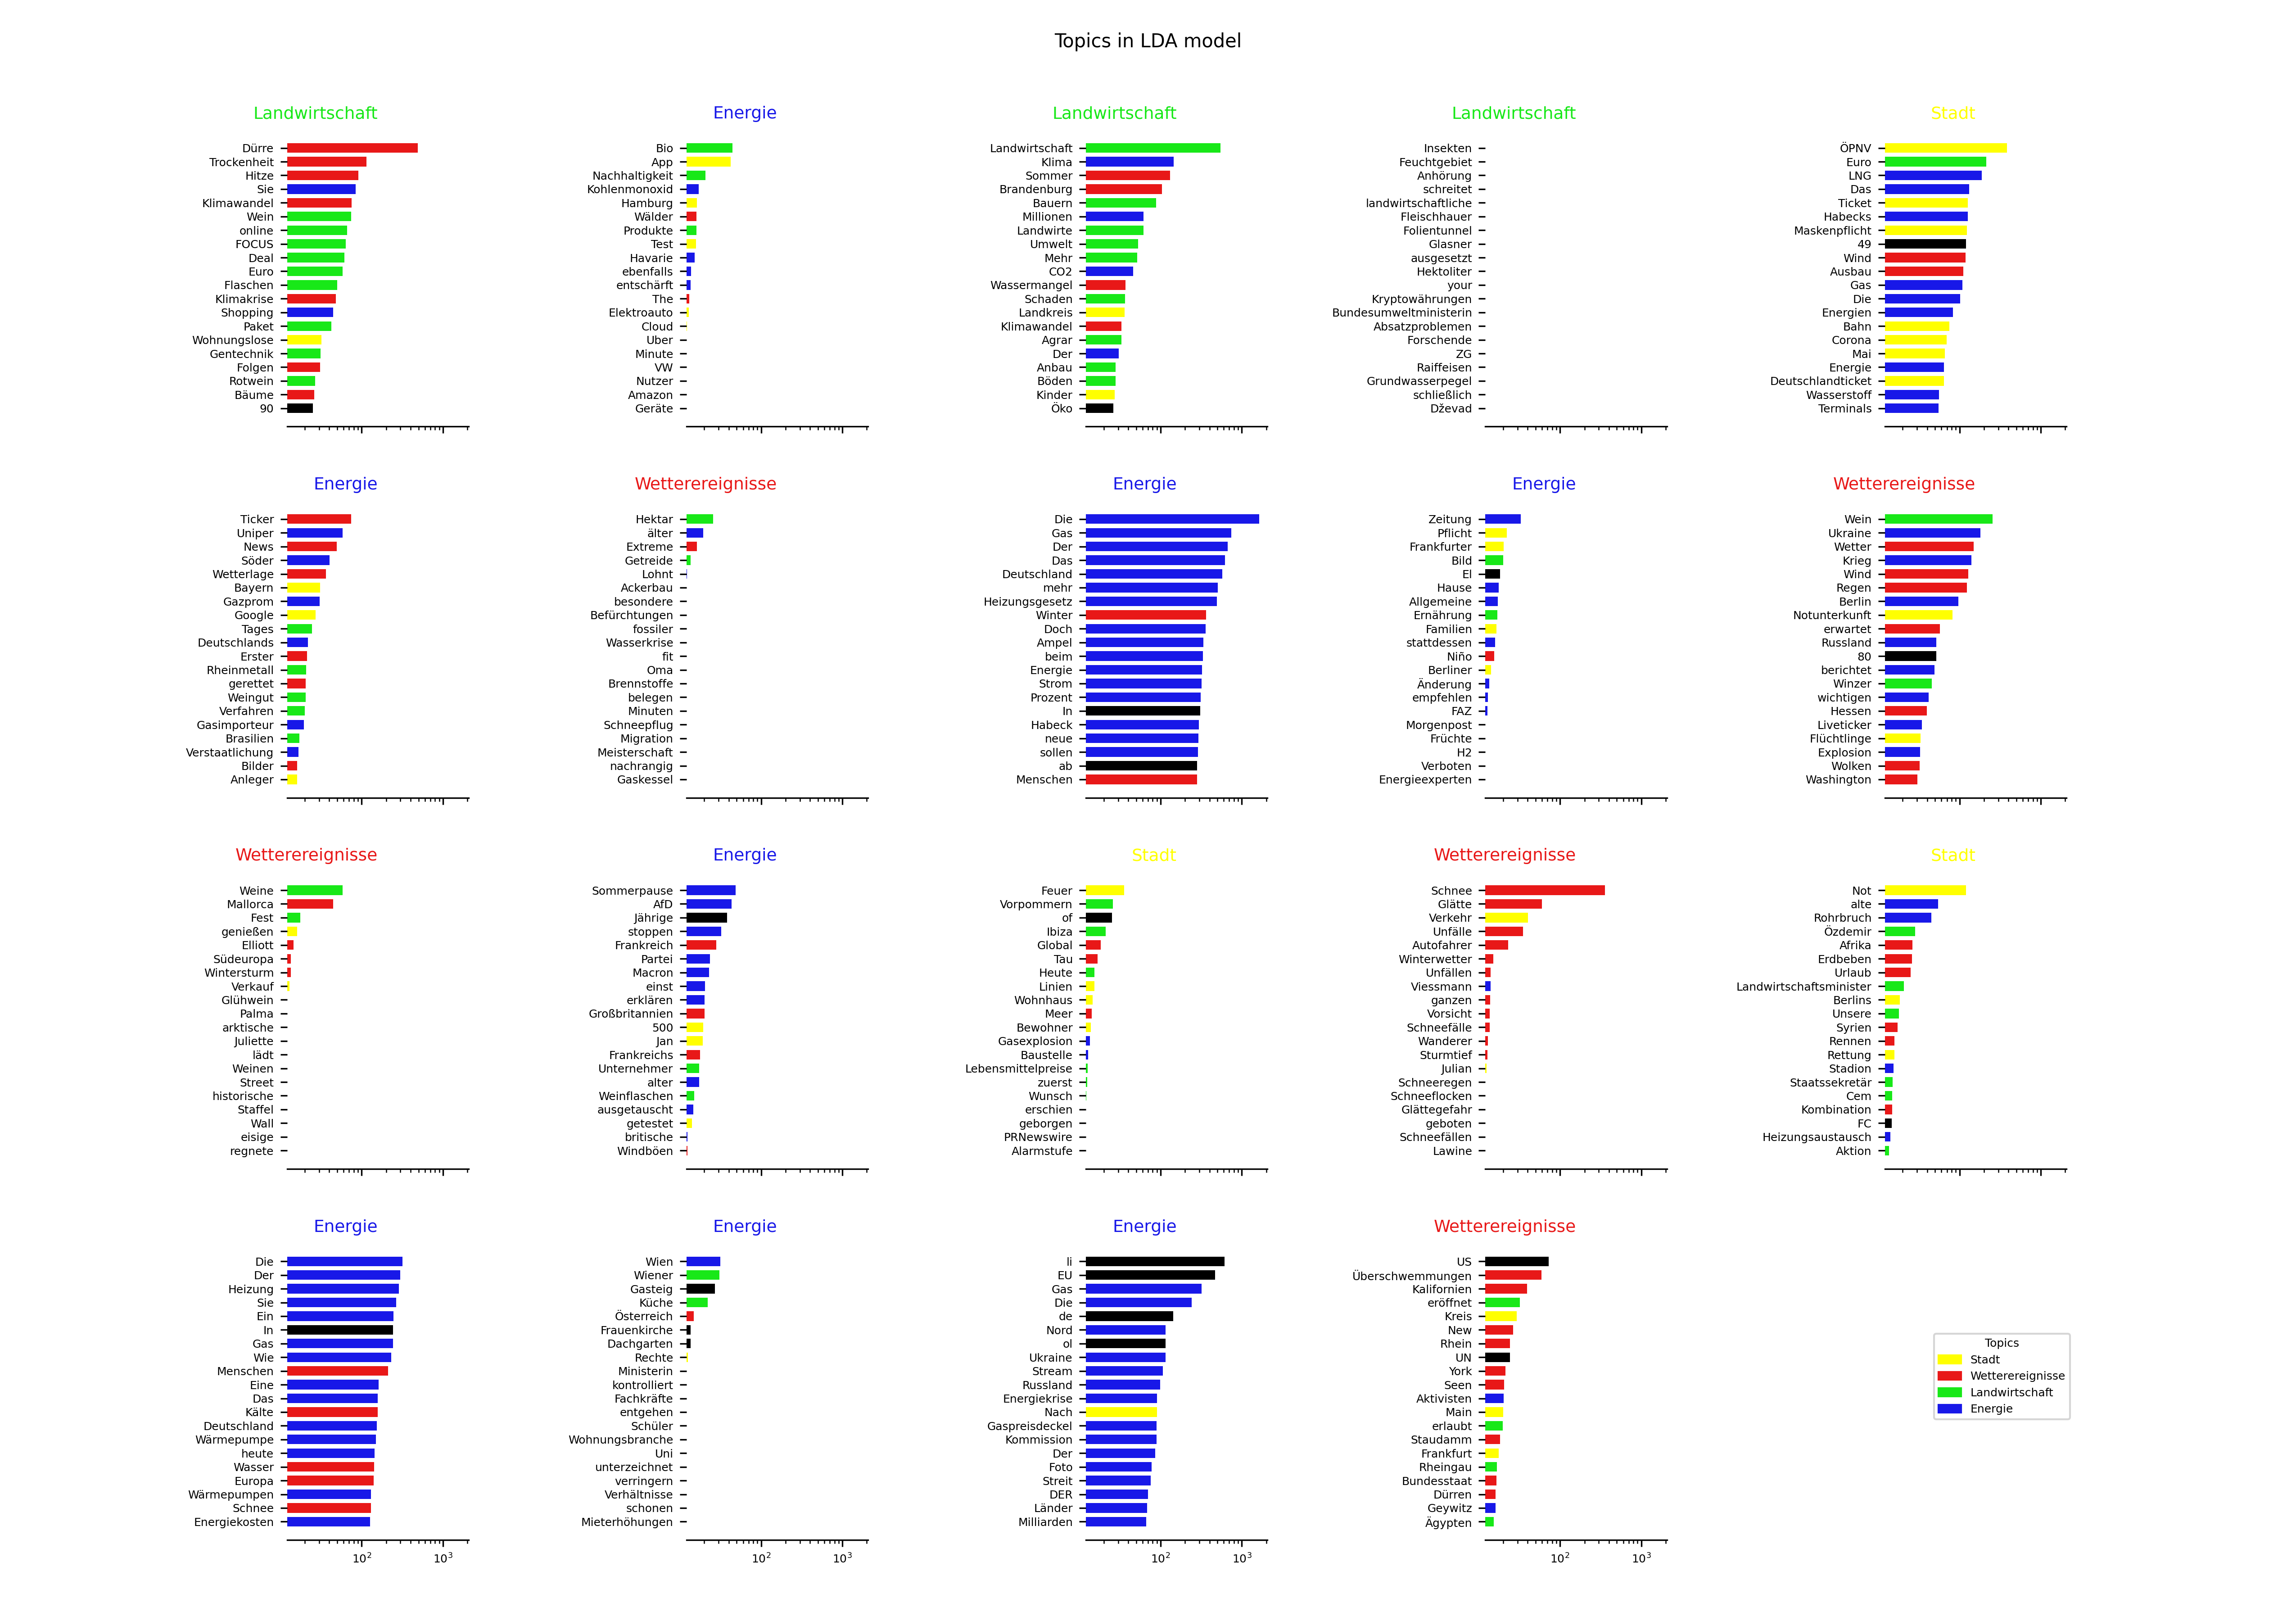 Topics in LDA model
Landwirtschaft
Dürre
Trockenheit
Hitze
Sie
Klimawandel
Wein
online
FOCUS
Deal
Euro
Flaschen
Klimakrise
Shopping
Paket
Wohnungslose
Gentechnik
Folgen
Rotwein
Bäume
90
Energie
Bio
App
Nachhaltigkeit
Kohlenmonoxid
Hamburg
Wälder
Produkte
Test
Havarie
ebenfalls
entschärft
The
Elektroauto
Cloud
Uber
Minute
VW
Nutzer
Amazon
Geräte
Landwirtschaft
Landwirtschaft
Klima
Sommer
Brandenburg
Bauern
Millionen
Landwirte
Umwelt
Mehr
CO2
Wassermangel
Schaden
Landkreis
Klimawandel
Agrar
Der
Anbau
Böden
Kinder
Öko
Landwirtschaft
Insekten
Feuchtgebiet
Anhörung
schreitet
landwirtschaftliche
Fleischhauer
Folientunnel
Glasner
ausgesetzt
Hektoliter
your
Kryptowährungen
Bundesumweltministerin
Absatzproblemen
Forschende
ZG
Raiffeisen
Grundwasserpegel
schließlich
Dževad
Stadt
ÖPNV
Euro
LNG
Das
Ticket
Habecks
Maskenpflicht
49
Wind
Ausbau
Gas
Die
Energien
Bahn
Corona
Mai
Energie
Deutschlandticket
Wasserstoff
Terminals
Energie
Ticker
Uniper
News
Söder
Wetterlage
Bayern
Gazprom
Google
Tages
Deutschlands
Erster
Rheinmetall
gerettet
Weingut
Verfahren
Gasimporteur
Brasilien
Verstaatlichung
Bilder
Anleger
Wetterereignisse
Hektar
älter
Extreme
Getreide
Lohnt
Ackerbau
besondere
Befürchtungen
fossiler
Wasserkrise
fit
Oma
Brennstoffe
belegen
Minuten
Schneepflug
Migration
Meisterschaft
nachrangig
Gaskessel
Energie
Die
Gas
Der
Das
Deutschland
mehr
Heizungsgesetz
Winter
Doch
Ampel
beim
Energie
Strom
Prozent
In
Habeck
neue
sollen
ab
Menschen
Energie
Zeitung
Pflicht
Frankfurter
Bild
El
Hause
Allgemeine
Ernährung
Familien
stattdessen
Niño
Berliner
Änderung
empfehlen
FAZ
Morgenpost
Früchte
H2
Verboten
Energieexperten
Wetterereignisse
Wein
Ukraine
Wetter
Krieg
Wind
Regen
Berlin
Notunterkunft
erwartet
Russland
80
berichtet
Winzer
wichtigen
Hessen
Liveticker
Flüchtlinge
Explosion
Wolken
Washington
Wetterereignisse
Weine
Mallorca
Fest
genießen
Elliott
Südeuropa
Wintersturm
Verkauf
Glühwein
Palma
arktische
Juliette
lädt
Weinen
Street
historische
Staffel
Wall
eisige
regnete
Energie
Sommerpause
AfD
Jährige
stoppen
Frankreich
Partei
Macron
einst
erklären
Großbritannien
500
Jan
Frankreichs
Unternehmer
alter
Weinflaschen
ausgetauscht
getestet
britische
Windböen
Stadt
Feuer
Vorpommern
of
Ibiza
Global
Tau
Heute
Linien
Wohnhaus
Meer
Bewohner
Gasexplosion
Baustelle
Lebensmittelpreise
zuerst
Wunsch
erschien
geborgen
PRNewswire
Alarmstufe
Wetterereignisse
Schnee
Glätte
Verkehr
Unfälle
Autofahrer
Winterwetter
Unfällen
Viessmann
ganzen
Vorsicht
Schneefälle
Wanderer
Sturmtief
Julian
Schneeregen
Schneeflocken
Glättegefahr
geboten
Schneefällen
Lawine
Stadt
Not
alte
Rohrbruch
Özdemir
Afrika
Erdbeben
Urlaub
Landwirtschaftsminister
Berlins
Unsere
Syrien
Rennen
Rettung
Stadion
Staatssekretär
Cem
Kombination
FC
Heizungsaustausch
Aktion
Energie
Die
Der
Heizung
Sie
Ein
In
Gas
Wie
Menschen
Eine
Das
Kälte
Deutschland
Wärmepumpe
heute
Wasser
Europa
Wärmepumpen
Schnee
Energiekosten
10² 10³
Energie
Wien
Wiener
Gasteig
Küche
Österreich
Frauenkirche
Dachgarten
Rechte
Ministerin
kontrolliert
Fachkräfte
entgehen
Schüler
Wohnungsbranche
Uni
unterzeichnet
verringern
Verhältnisse
schonen
Mieterhöhungen
10² 10³
Energie
li
EU
Gas
Die
de
Nord
ol
Ukraine
Stream
Russland
Energiekrise
Nach
Gaspreisdeckel
Kommission
Der
Foto
Streit
DER
Länder
Milliarden
10² 10³
Wetterereignisse
US
Überschwemmungen
Kalifornien
eröffnet
Kreis
New
Rhein
UN
York
Seen
Aktivisten
Main
erlaubt
Staudamm
Frankfurt
Rheingau
Bundesstaat
Dürren
Geywitz
Ägypten
10² 10³
Topics
Stadt
Wetterereignisse
Landwirtschaft
Energie